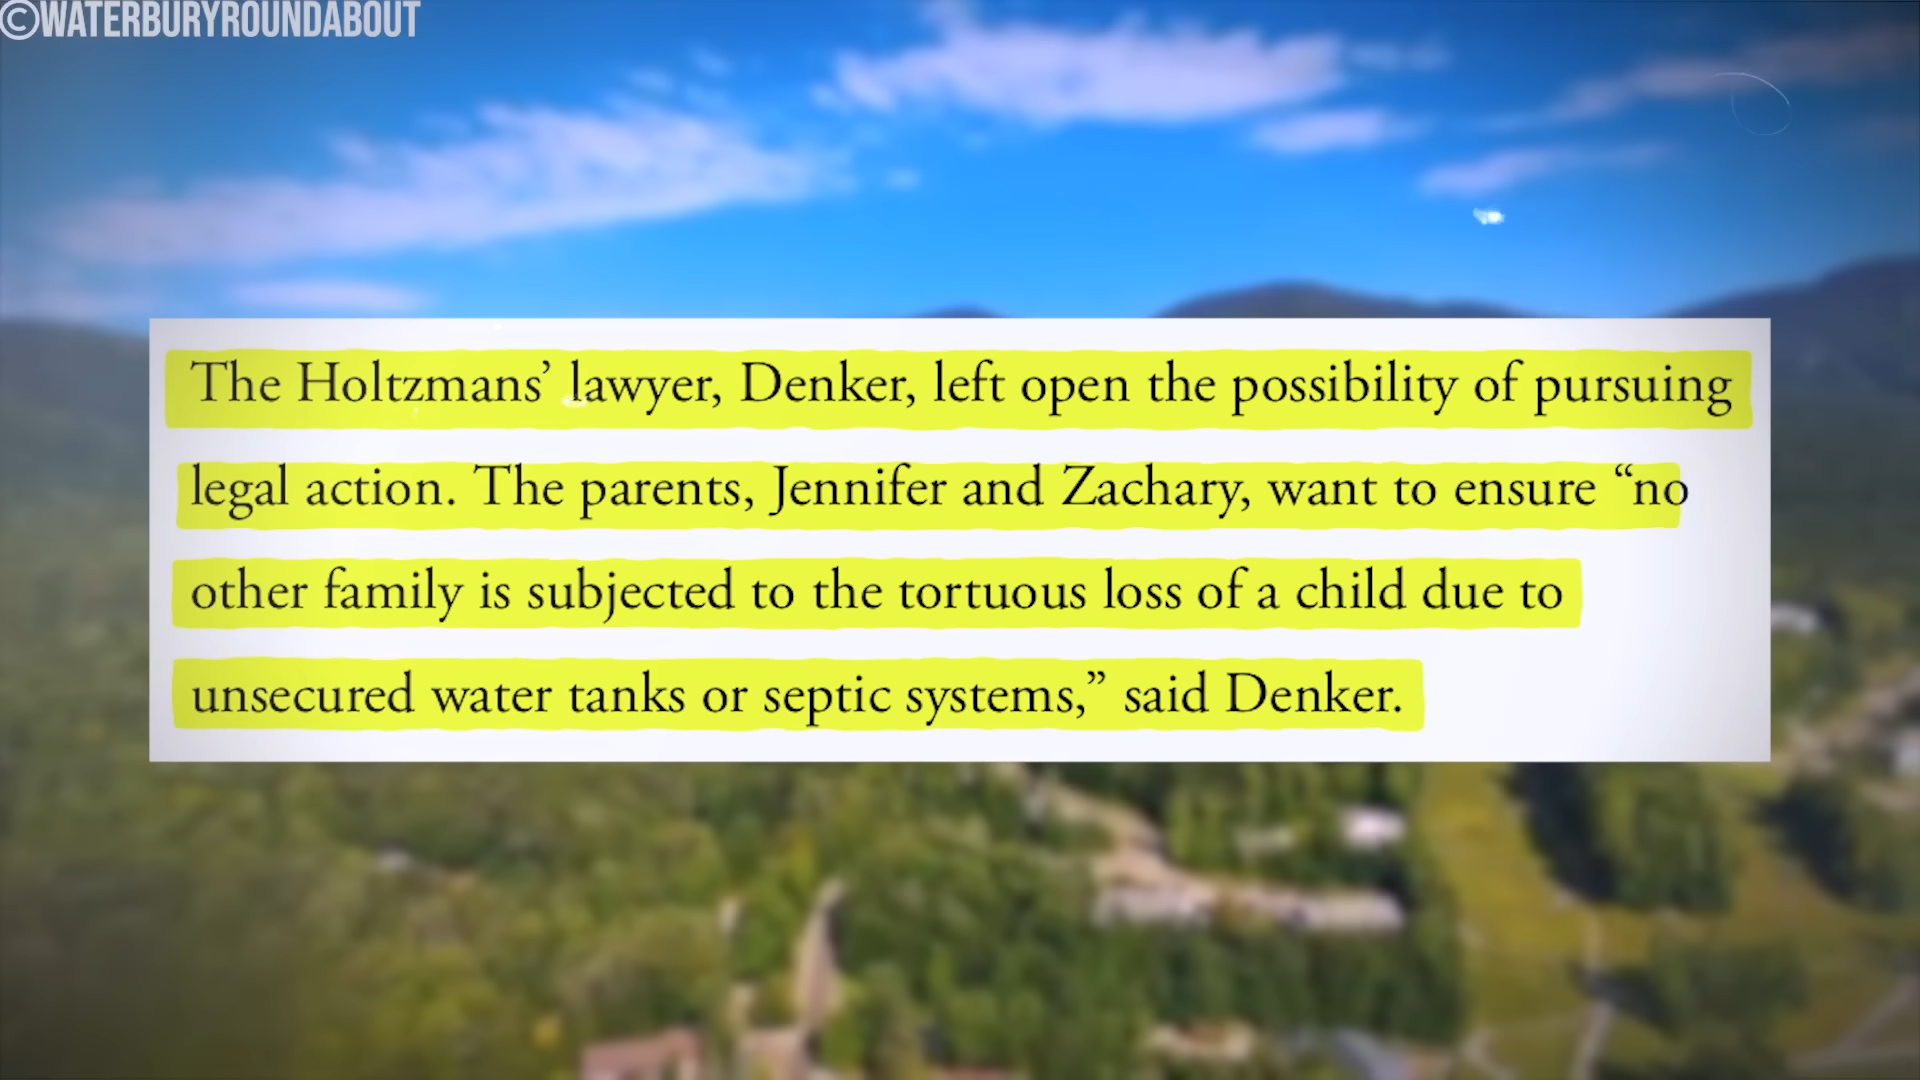 ©WATERBURYROUNDABOUT
The Holtzmans’ lawyer, Denker, left open the possibility of pursuing
legal action. The parents, Jennifer and Zachary, want to ensure “no
other family is subjected to the tortuous loss of a child due to
unsecured water tanks or septic systems,” said Denker.